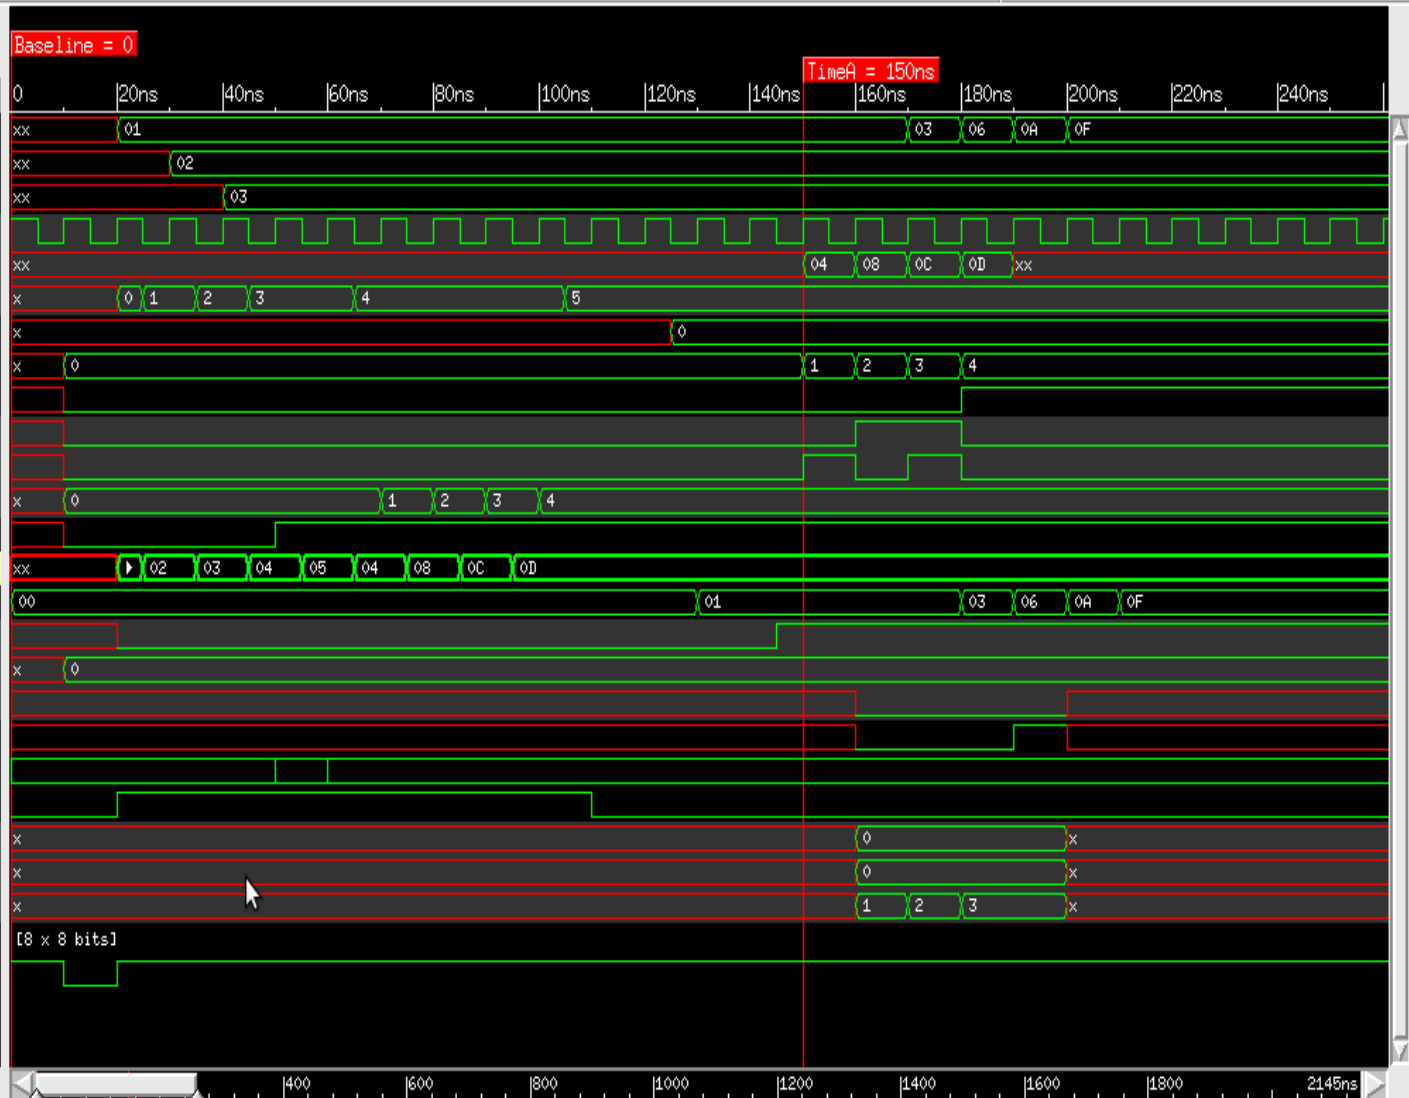 Baseline = 0
TimeA = 150ns
0 20ns 40ns 60ns 80ns 100ns 120ns 140ns 160ns 180ns 200ns 220ns 240ns
xx 01 03 06 0A 0F
xx 02
xx 03
xx 04 08 0C 0D xx
x 0 1 2 3 4 5
x 0
x 0 1 2 3 4
x 0 1 2 3 4
xx 02 03 04 05 04 08 0C 0D
00 01 03 06 0A 0F
x 0
x 0 x
x 0 x
x 1 2 3 x
[8 x 8 bits]
400 600 800 1000 1200 1400 1600 1800 2145ns